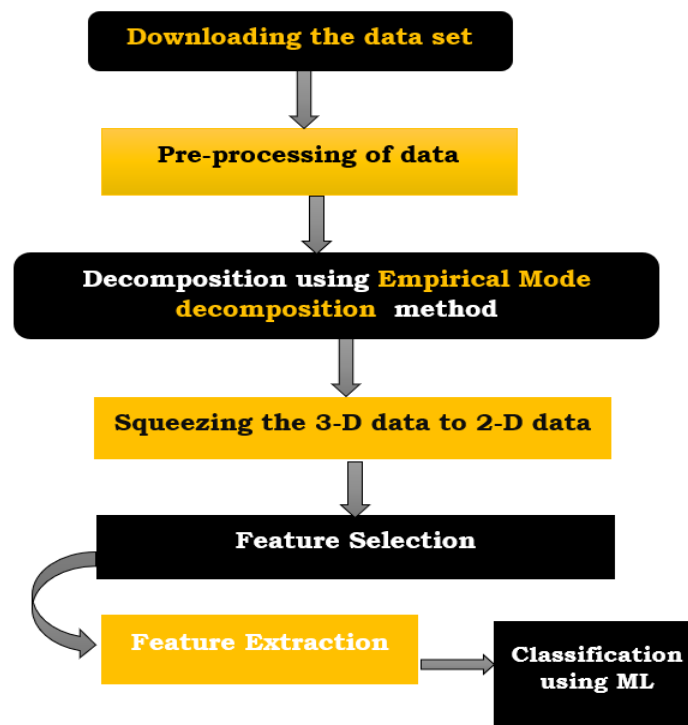 Downloading the data set
Pre-processing of data
Decomposition using Empirical Mode
decomposition method
Squeezing the 3-D data to 2-D data
Feature Selection
Feature Extraction
Classification
using ML